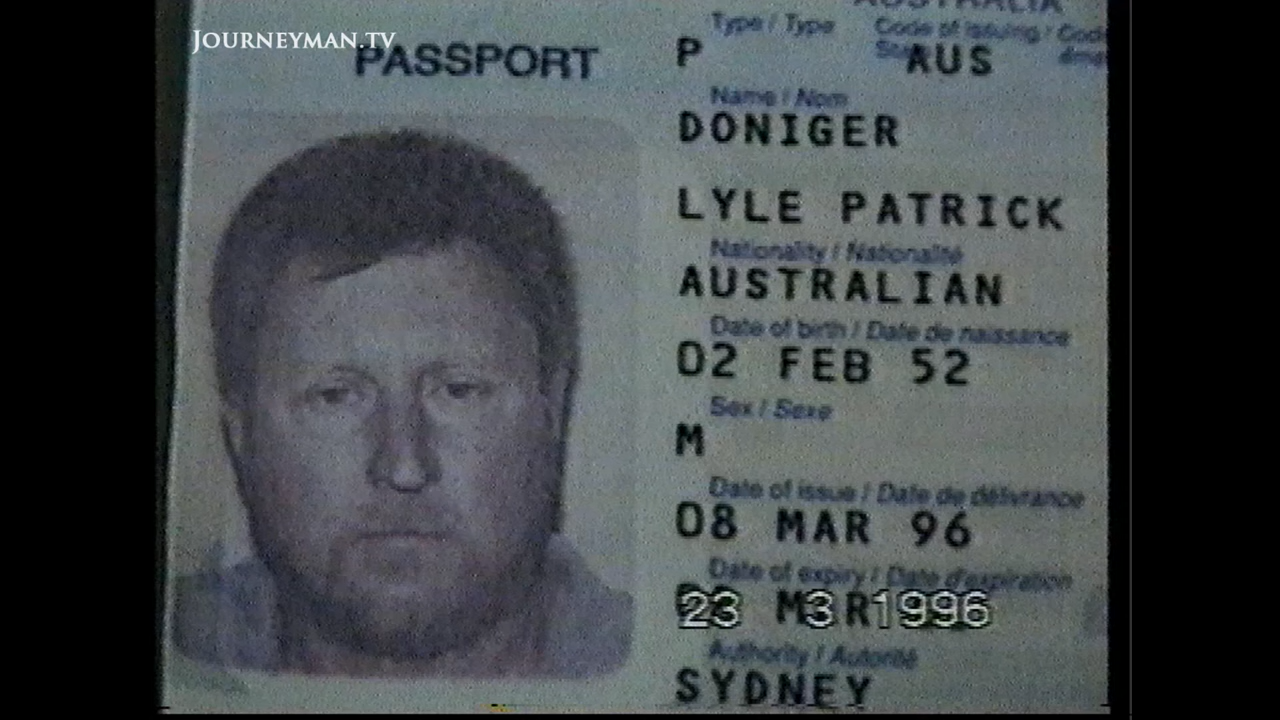 JOURNEYMAN.TV
AUSTRALIA
PASSPORT
Type / Type
Code of issuing / Code
P
AUS
Name / Nom
DONIGER
LYLE PATRICK
Nationality / Nationalité
AUSTRALIAN
Date of birth / Date de naissance
02 FEB 52
Sex / Sexe
M
Date of issue / Date de délivrance
08 MAR 96
Date of expiry / Date d'expiration
23 3 1996
Authority / Autorité
SYDNEY